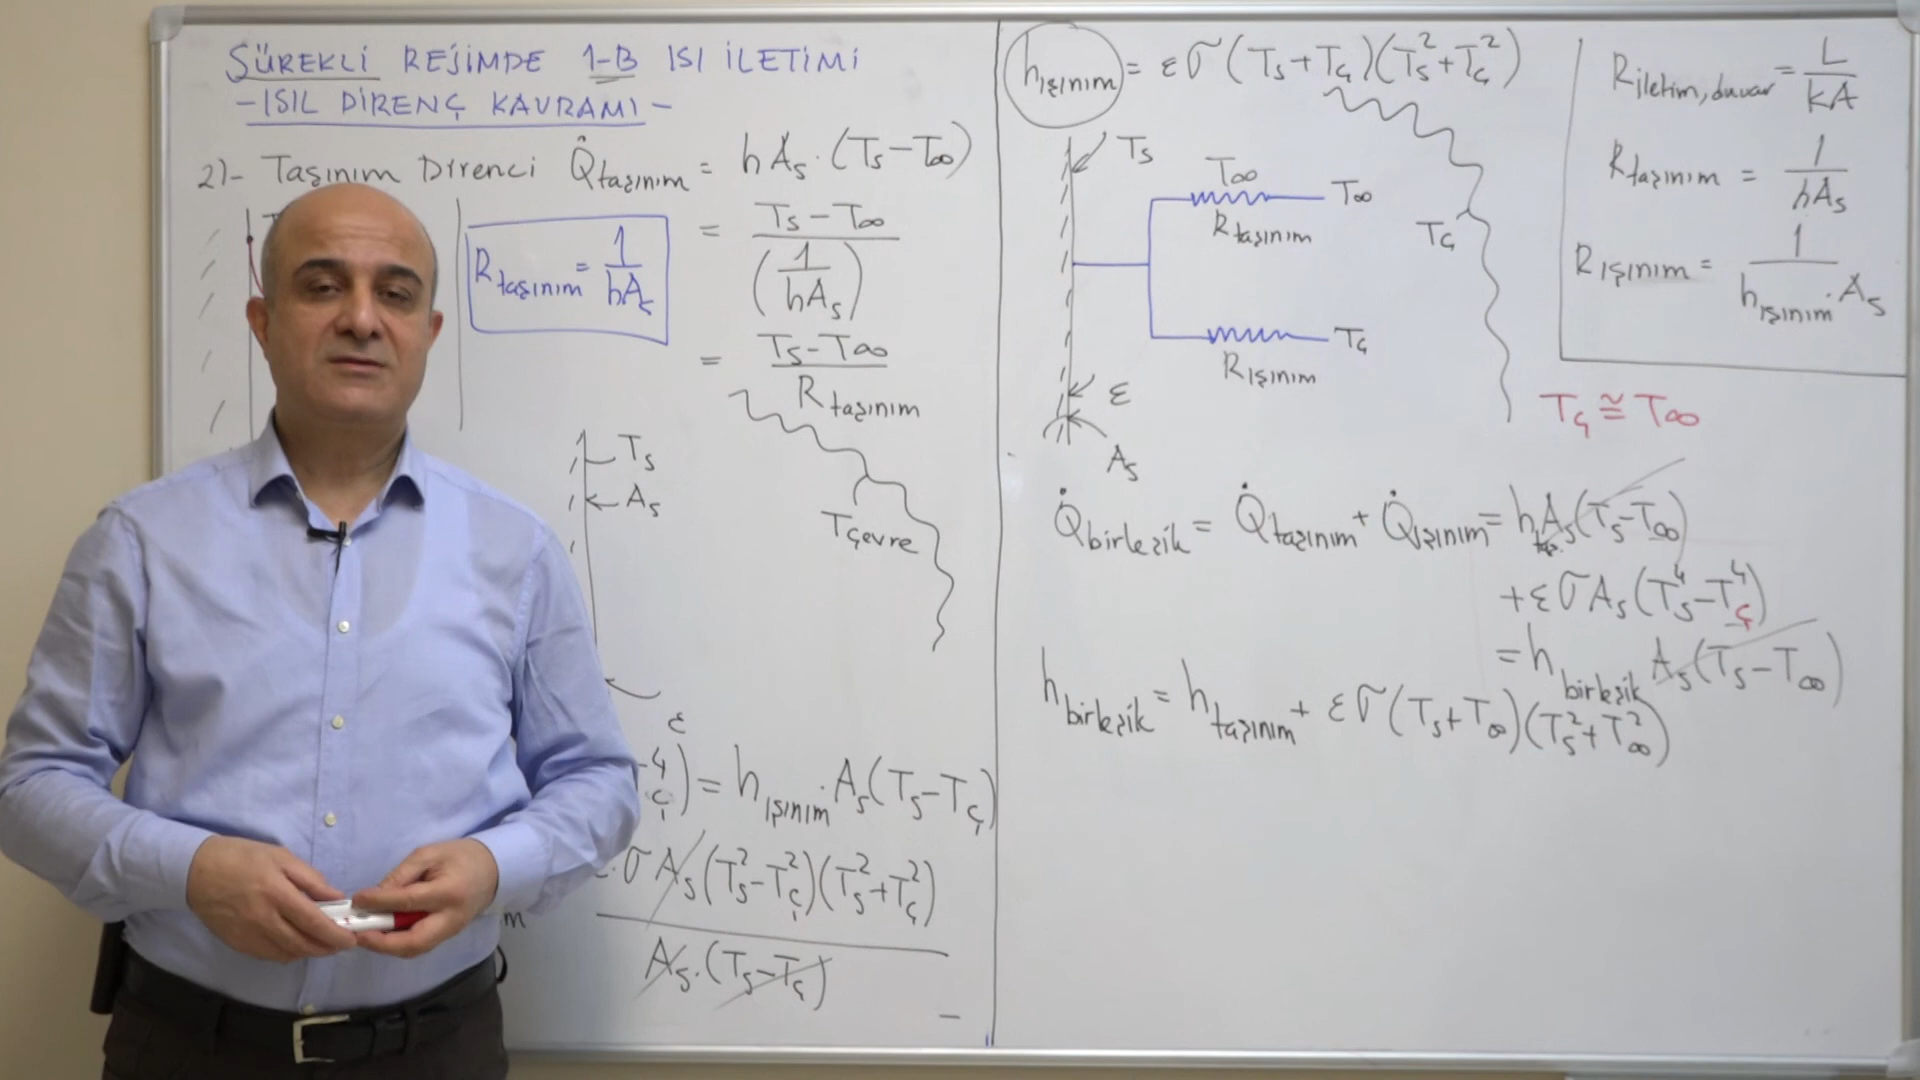 SÜREKLİ REJİMDE 1-B ISI İLETİMİ
- ISIL DİRENÇ KAVRAMI -
2)- Taşınım Direnci Q̇taşınım = hAs·(Ts-T∞)
Rtaşınım = 1/hAs
= Ts-T∞/(1/hAs)
= Ts-T∞/Rtaşınım
Ts
As
Tçevre
ε
4 ç) = hışınım·As(Ts-Tç)
σAs(Ts²-Tç²)(Ts²+Tç²)
As·(Ts-Tç)
m
hışınım = εσ(Ts+Tç)(Ts²+Tç²)
Ts
T∞
T∞
Rtaşınım
Tç
Tç
Rışınım
ε
As
Riletim,duvar = L/kA
Rtaşınım = 1/hAs
Rışınım = 1/hışınım·As
Tç ≅ T∞
Q̇birleşik = Q̇taşınım + Q̇ışınım = htaş.As(Ts-T∞)
+εσAs(Ts⁴-Tç⁴)
= hbirleşik As(Ts-T∞)
hbirleşik = htaşınım + εσ(Ts+T∞)(Ts²+T∞²)